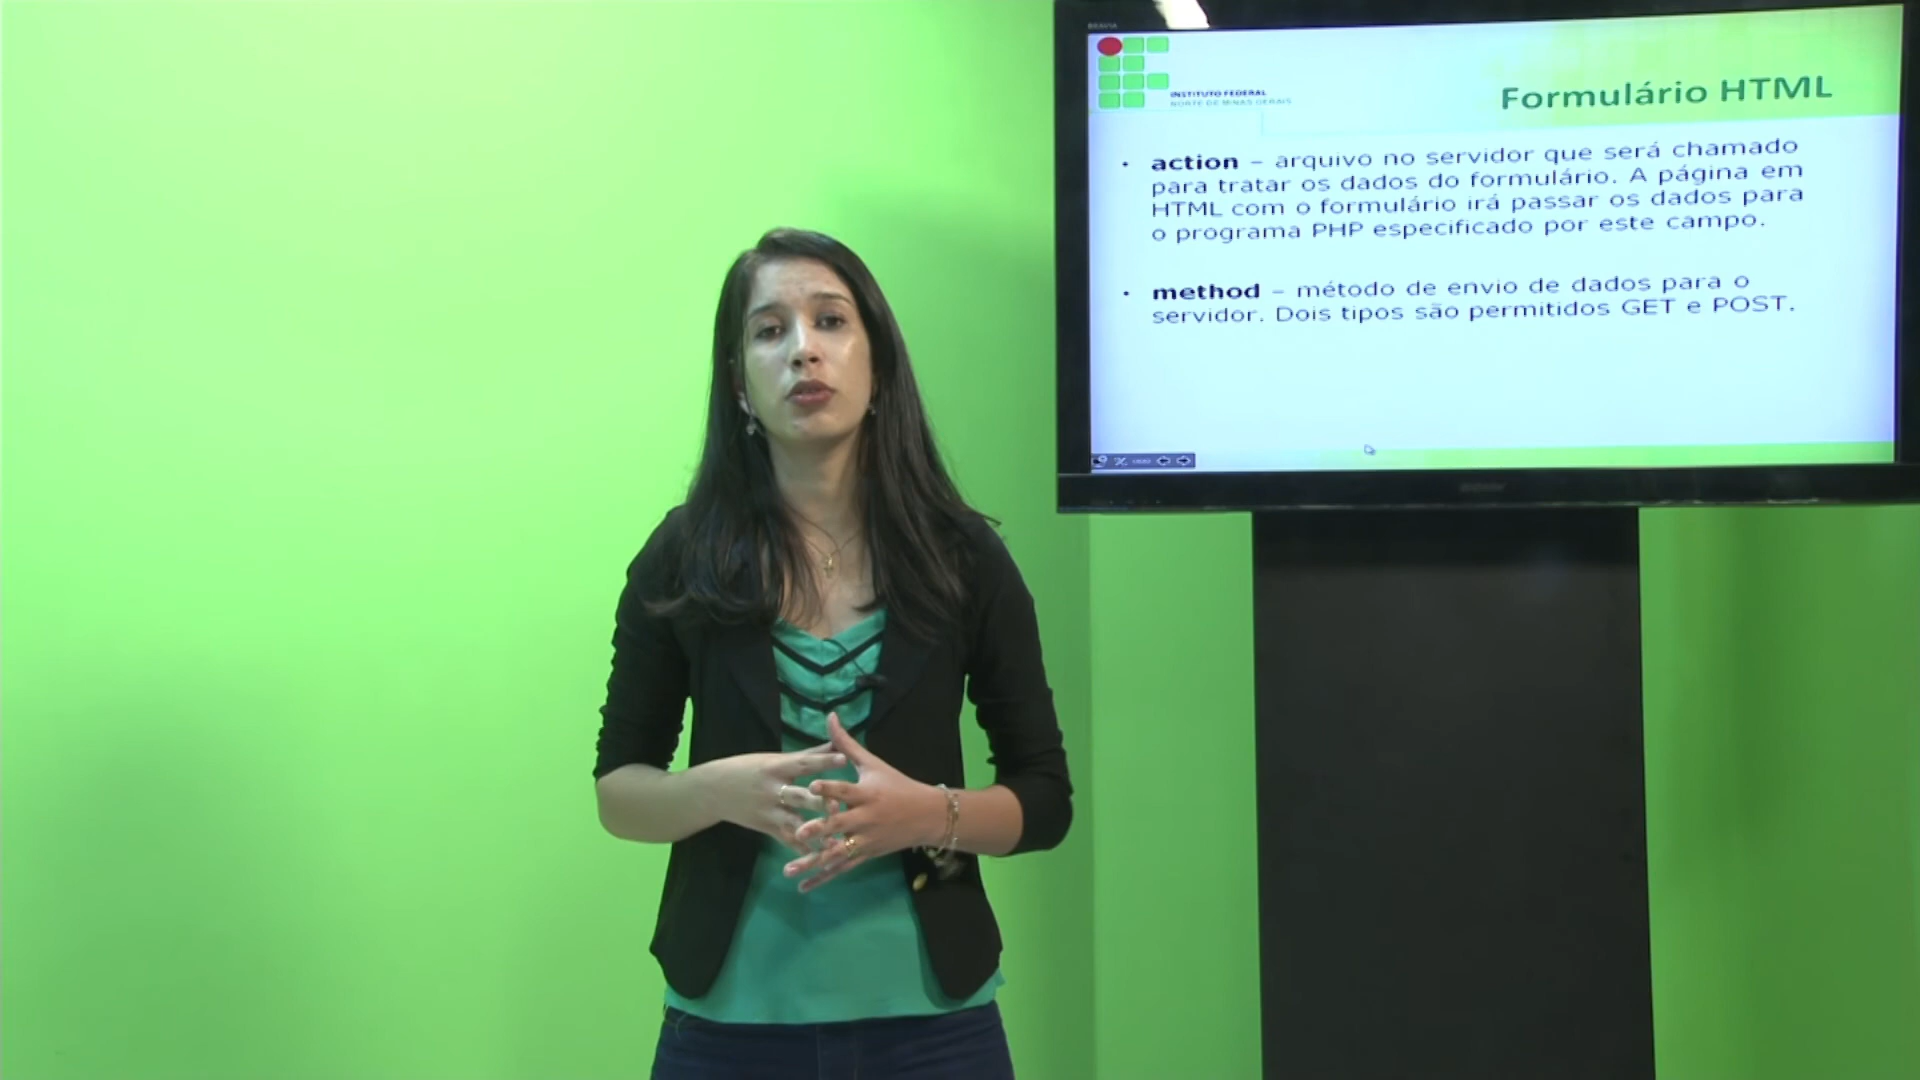 BRAVIA
INSTITUTO FEDERAL
NORTE DE MINAS GERAIS
Formulário HTML
• action – arquivo no servidor que será chamado
para tratar os dados do formulário. A página em
HTML com o formulário irá passar os dados para
o programa PHP especificado por este campo.
• method – método de envio de dados para o
servidor. Dois tipos são permitidos GET e POST.